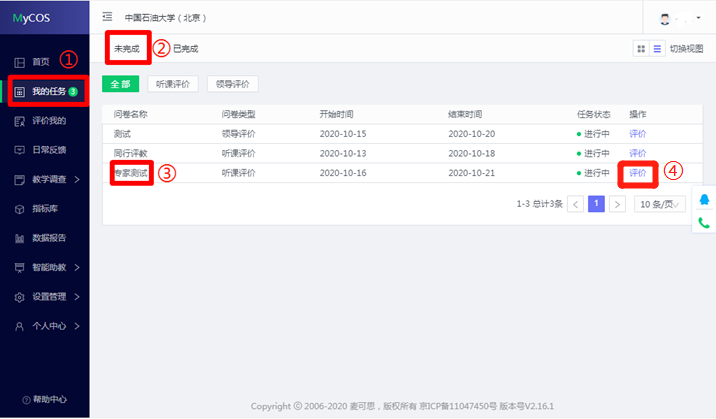 MyCOS
中国石油大学（北京）
首页 ①
我的任务 3
评价我的
日常反馈
教学调查
指标库
数据报告
智能助教
设置管理
个人中心
帮助中心
未完成 ② 已完成
切换视图
全部 听课评价 领导评价
问卷名称 问卷类型 开始时间 结束时间 任务状态 操作
测试 领导评价 2020-10-15 2020-10-20 进行中 评价
同行评教 听课评价 2020-10-13 2020-10-18 进行中 评价
专家测试 ③ 听课评价 2020-10-16 2020-10-21 进行中 评价 ④
1-3 总计3条 < 1 > 10 条/页
Copyright © 2006-2020 麦可思，版权所有 京ICP备11047450号 版本号V2.16.1